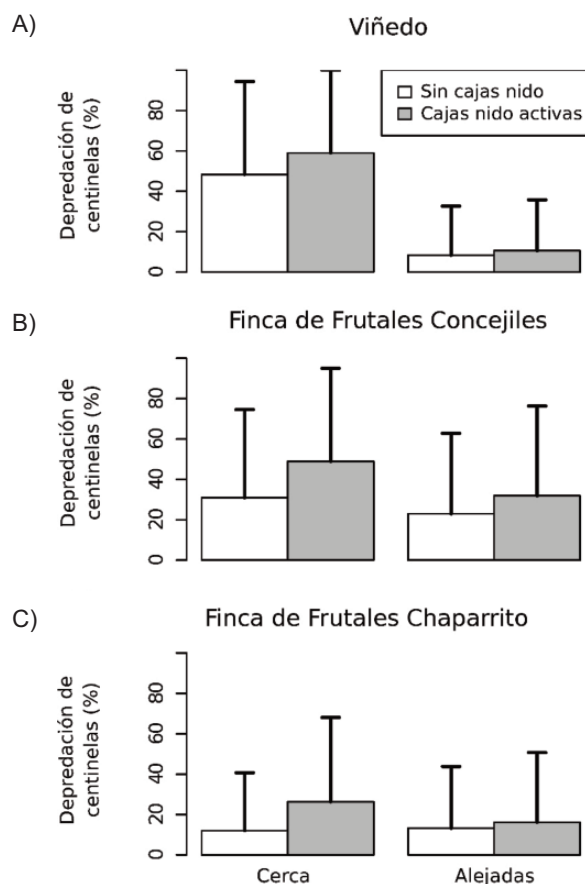 A)
Viñedo
Depredación de
centinelas (%)
0 20 40 60 80
Sin cajas nido
Cajas nido activas
B)
Finca de Frutales Concejiles
Depredación de
centinelas (%)
0 20 40 60 80
C)
Finca de Frutales Chaparrito
Depredación de
centinelas (%)
0 20 40 60 80
Cerca
Alejadas